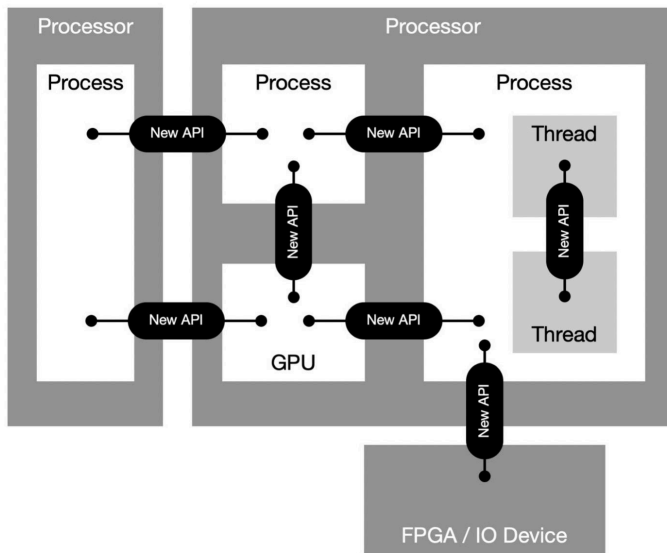 Processor
Processor
Process
Process
Process
New API
New API
Thread
New API
New API
Thread
New API
New API
GPU
New API
FPGA / IO Device